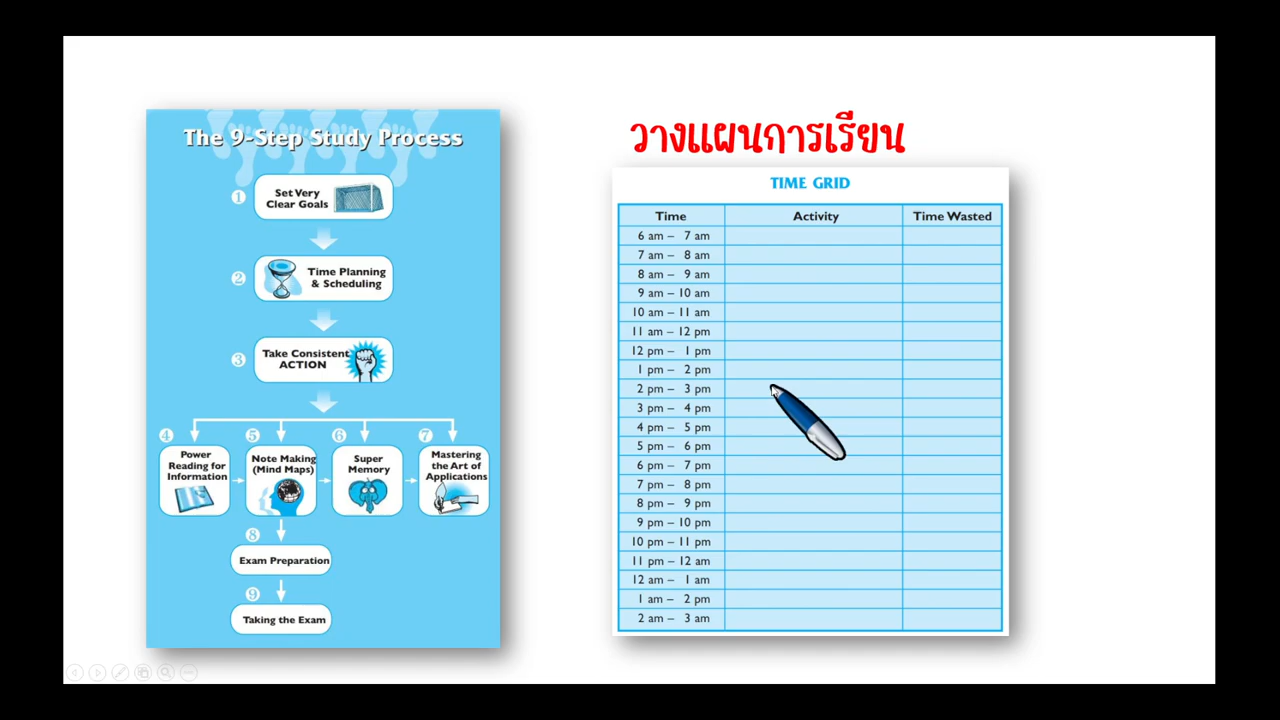 The 9-Step Study Process
1
Set Very
Clear Goals
2
Time Planning
& Scheduling
3
Take Consistent
ACTION
4
Power
Reading for
Information
5
Note Making
(Mind Maps)
6
Super
Memory
7
Mastering
the Art of
Applications
8
Exam Preparation
9
Taking the Exam
วางแผนการเรียน
TIME GRID
Time Activity Time Wasted
6 am – 7 am
7 am – 8 am
8 am – 9 am
9 am – 10 am
10 am – 11 am
11 am – 12 pm
12 pm – 1 pm
1 pm – 2 pm
2 pm – 3 pm
3 pm – 4 pm
4 pm – 5 pm
5 pm – 6 pm
6 pm – 7 pm
7 pm – 8 pm
8 pm – 9 pm
9 pm – 10 pm
10 pm – 11 pm
11 pm – 12 am
12 am – 1 am
1 am – 2 pm
2 am – 3 am